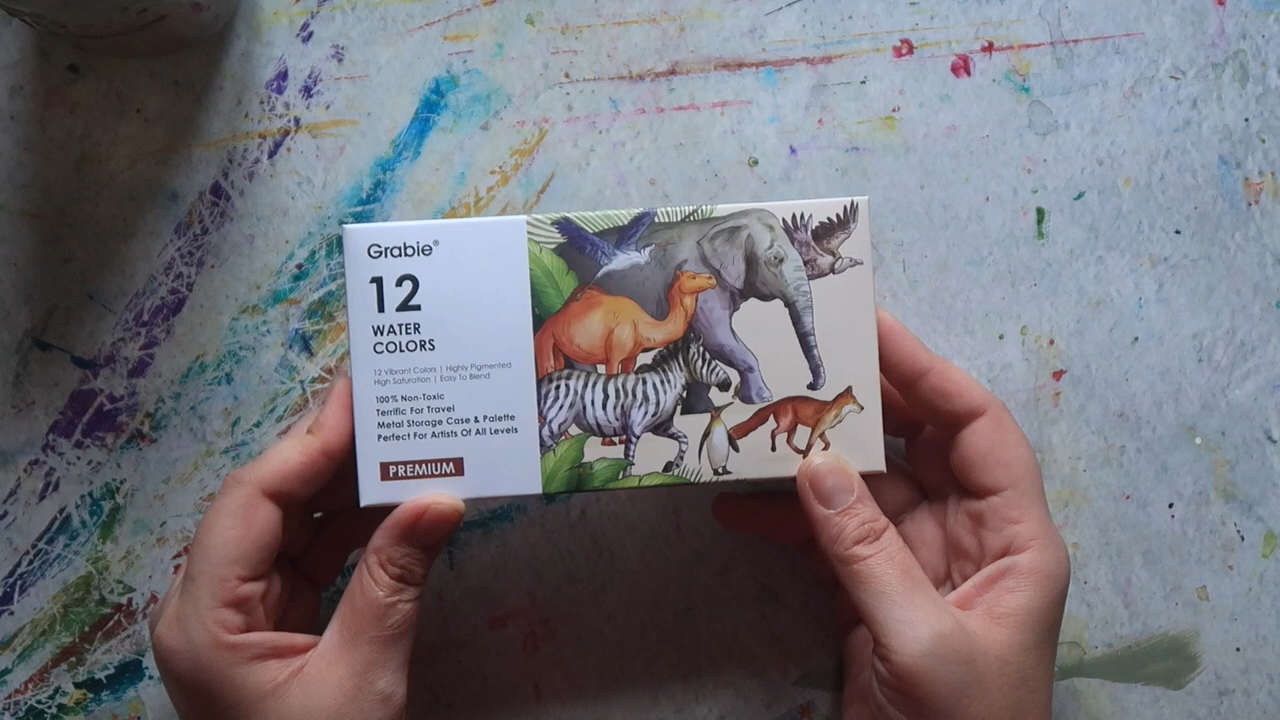 Grabie®
12
WATER
COLORS
12 Vibrant Colors | Highly Pigmented
High Saturation | Easy To Blend
100% Non-Toxic
Terrific For Travel
Metal Storage Case & Palette
Perfect For Artists Of All Levels
PREMIUM